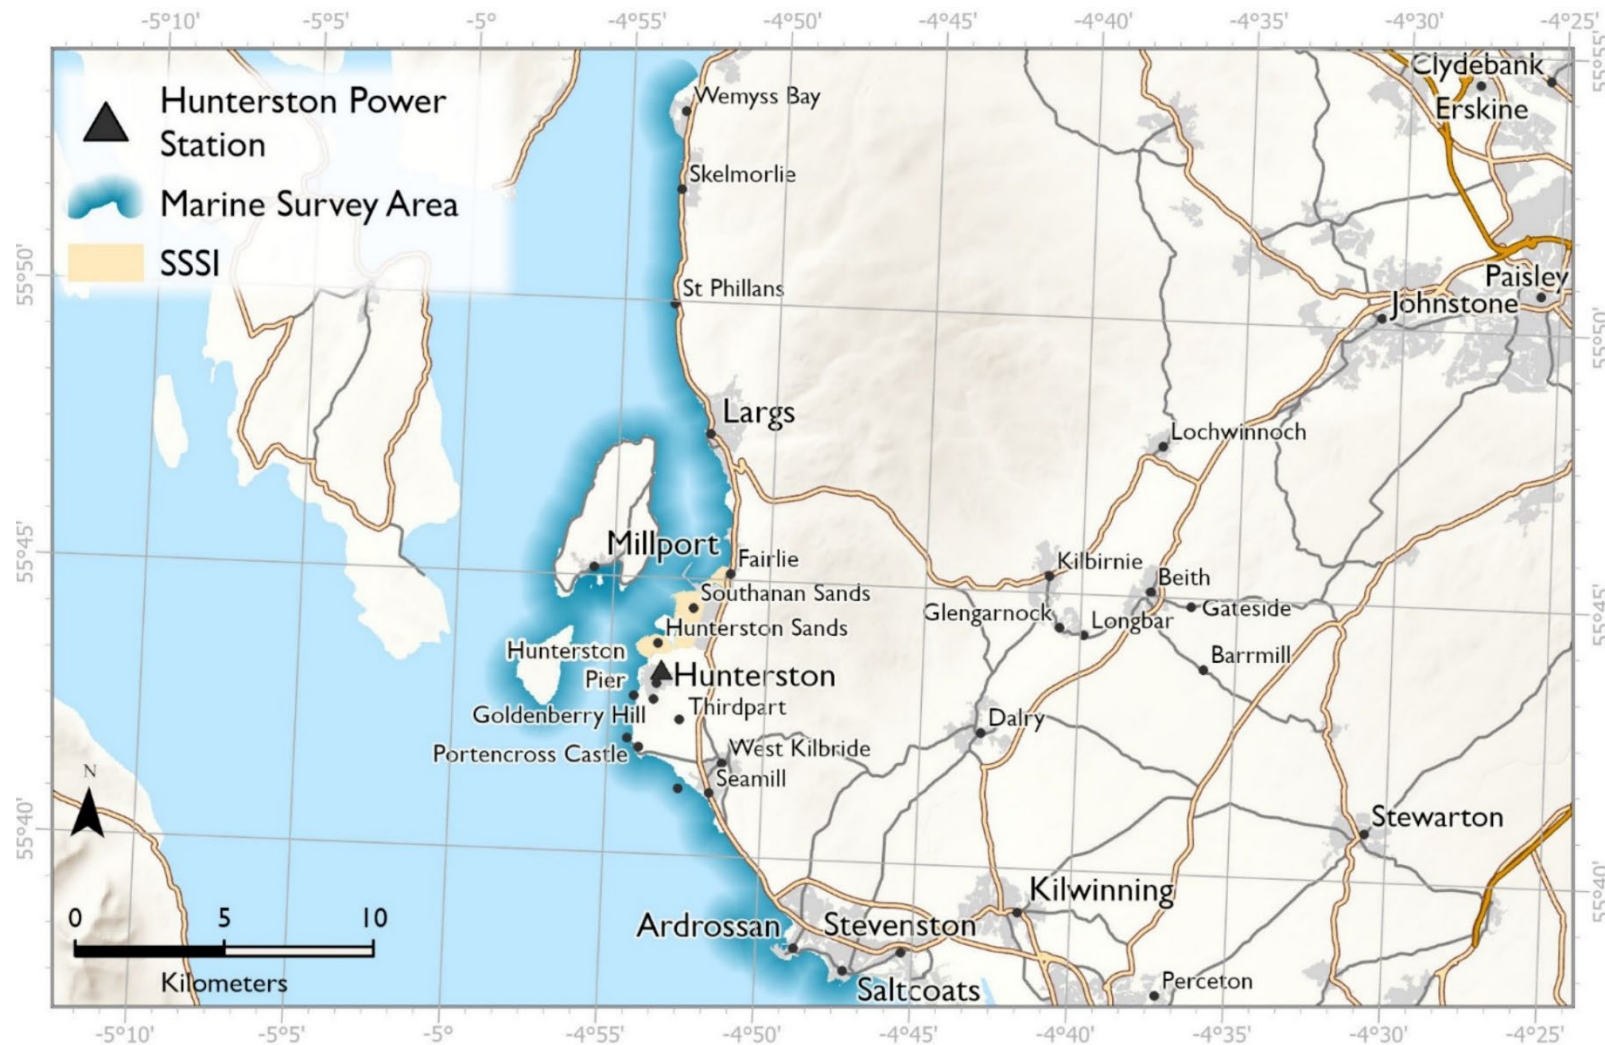 -5°10' -5°5' -5° -4°55' -4°50' -4°45' -4°40' -4°35' -4°30' -4°25'
55°55'
Hunterston Power
Station
Marine Survey Area
SSSI
Clydebank
Erskine
Wemyss Bay
Skelmorlie
55°50'
St Phillans
Paisley
Johnstone
55°50'
Largs
Lochwinnoch
55°45'
Millport
Fairlie
Kilbirnie
Beith
Southanan Sands
Glengarnock
Longbar
Gateside
55°45'
Hunterston Sands
Hunterston
Pier
Hunterston
Barrmill
Thirdpart
Goldenberry Hill
Dalry
Portencross Castle
West Kilbride
Seamill
N
55°40'
Stewarton
Kilwinning
55°40'
Ardrossan
Stevenston
0 5 10
Kilometers
Saltcoats
Perceton
-5°10' -5°5' -5° -4°55' -4°50' -4°45' -4°40' -4°35' -4°30' -4°25'